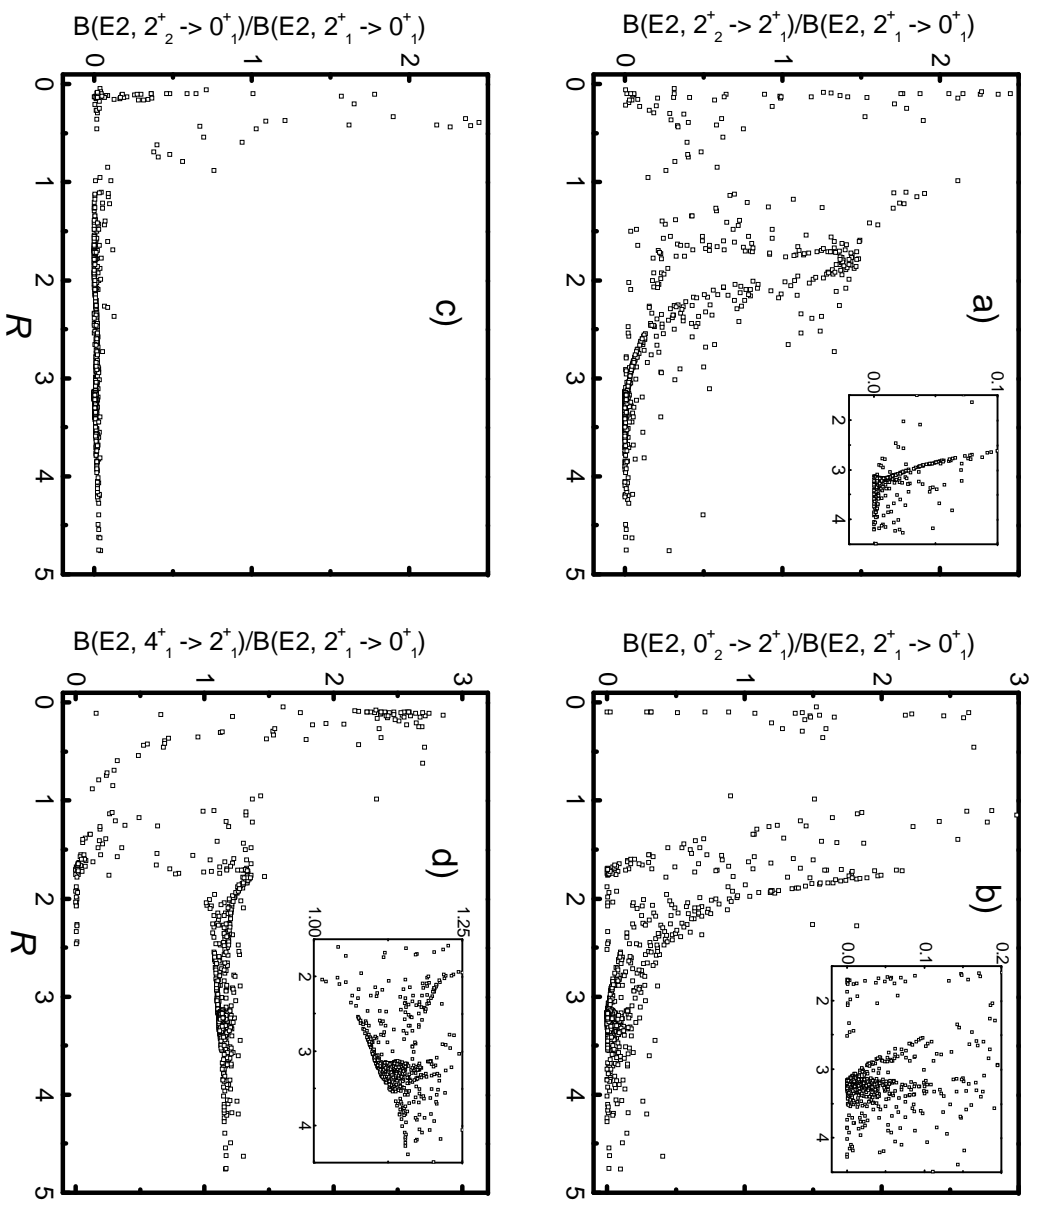 B(E2, 2⁺₂ -> 0⁺₁)/B(E2, 2⁺₁ -> 0⁺₁)
0 1 2
0 1 2 3 4 5
c)
R
B(E2, 2⁺₂ -> 2⁺₁)/B(E2, 2⁺₁ -> 0⁺₁)
0 1 2
a)
0.0 0.1
2 3 4
B(E2, 4⁺₁ -> 2⁺₁)/B(E2, 2⁺₁ -> 0⁺₁)
0 1 2 3
0 1 2 3 4 5
d)
1.00 1.25
2 3 4
R
B(E2, 0⁺₂ -> 2⁺₁)/B(E2, 2⁺₁ -> 0⁺₁)
0 1 2 3
b)
0.0 0.1 0.2
2 3 4